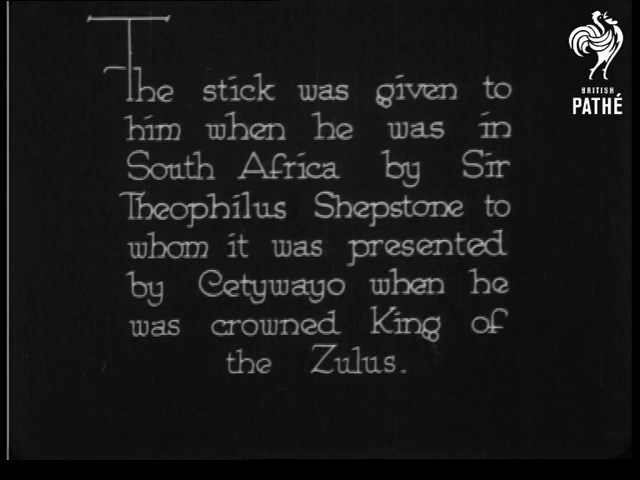 The stick was given to
him when he was in
South Africa by Sir
Theophilus Shepstone to
whom it was presented
by Cetywayo when he
was crowned King of
the Zulus.
BRITISH
PATHÉ